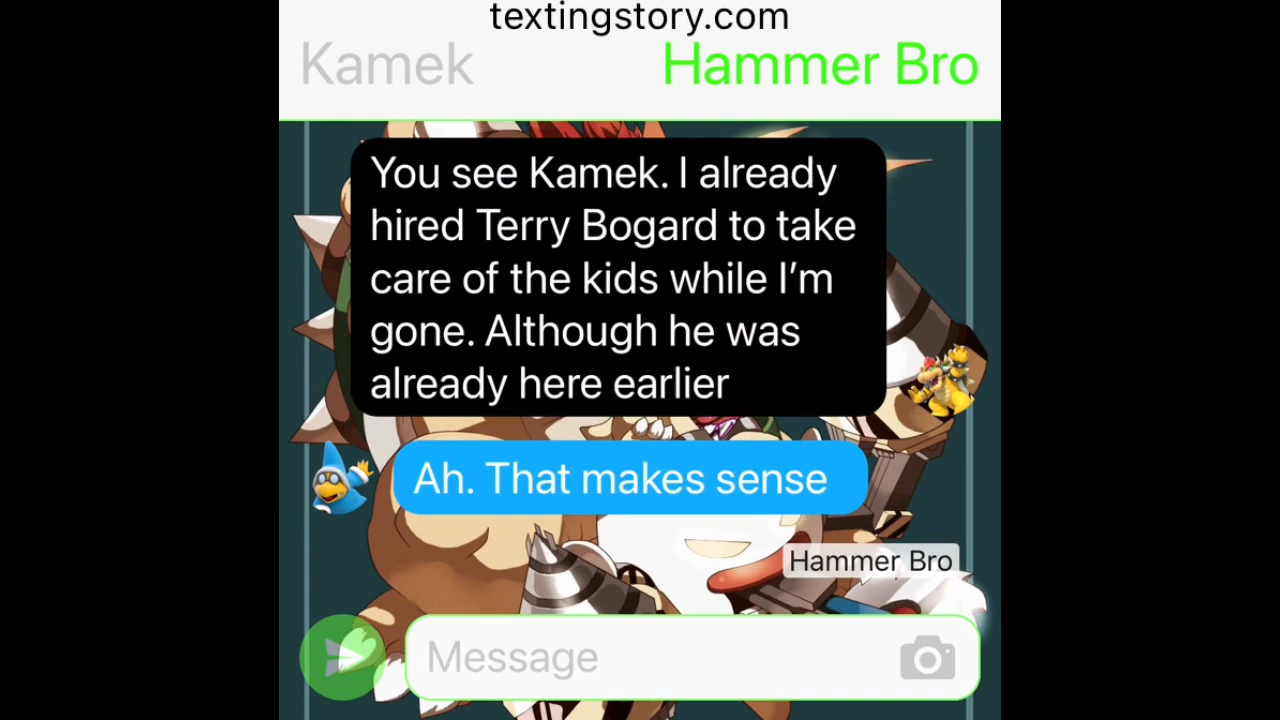 textingstory.com
Kamek Hammer Bro
You see Kamek. I already
hired Terry Bogard to take
care of the kids while I’m
gone. Although he was
already here earlier
Ah. That makes sense
Hammer Bro
Message